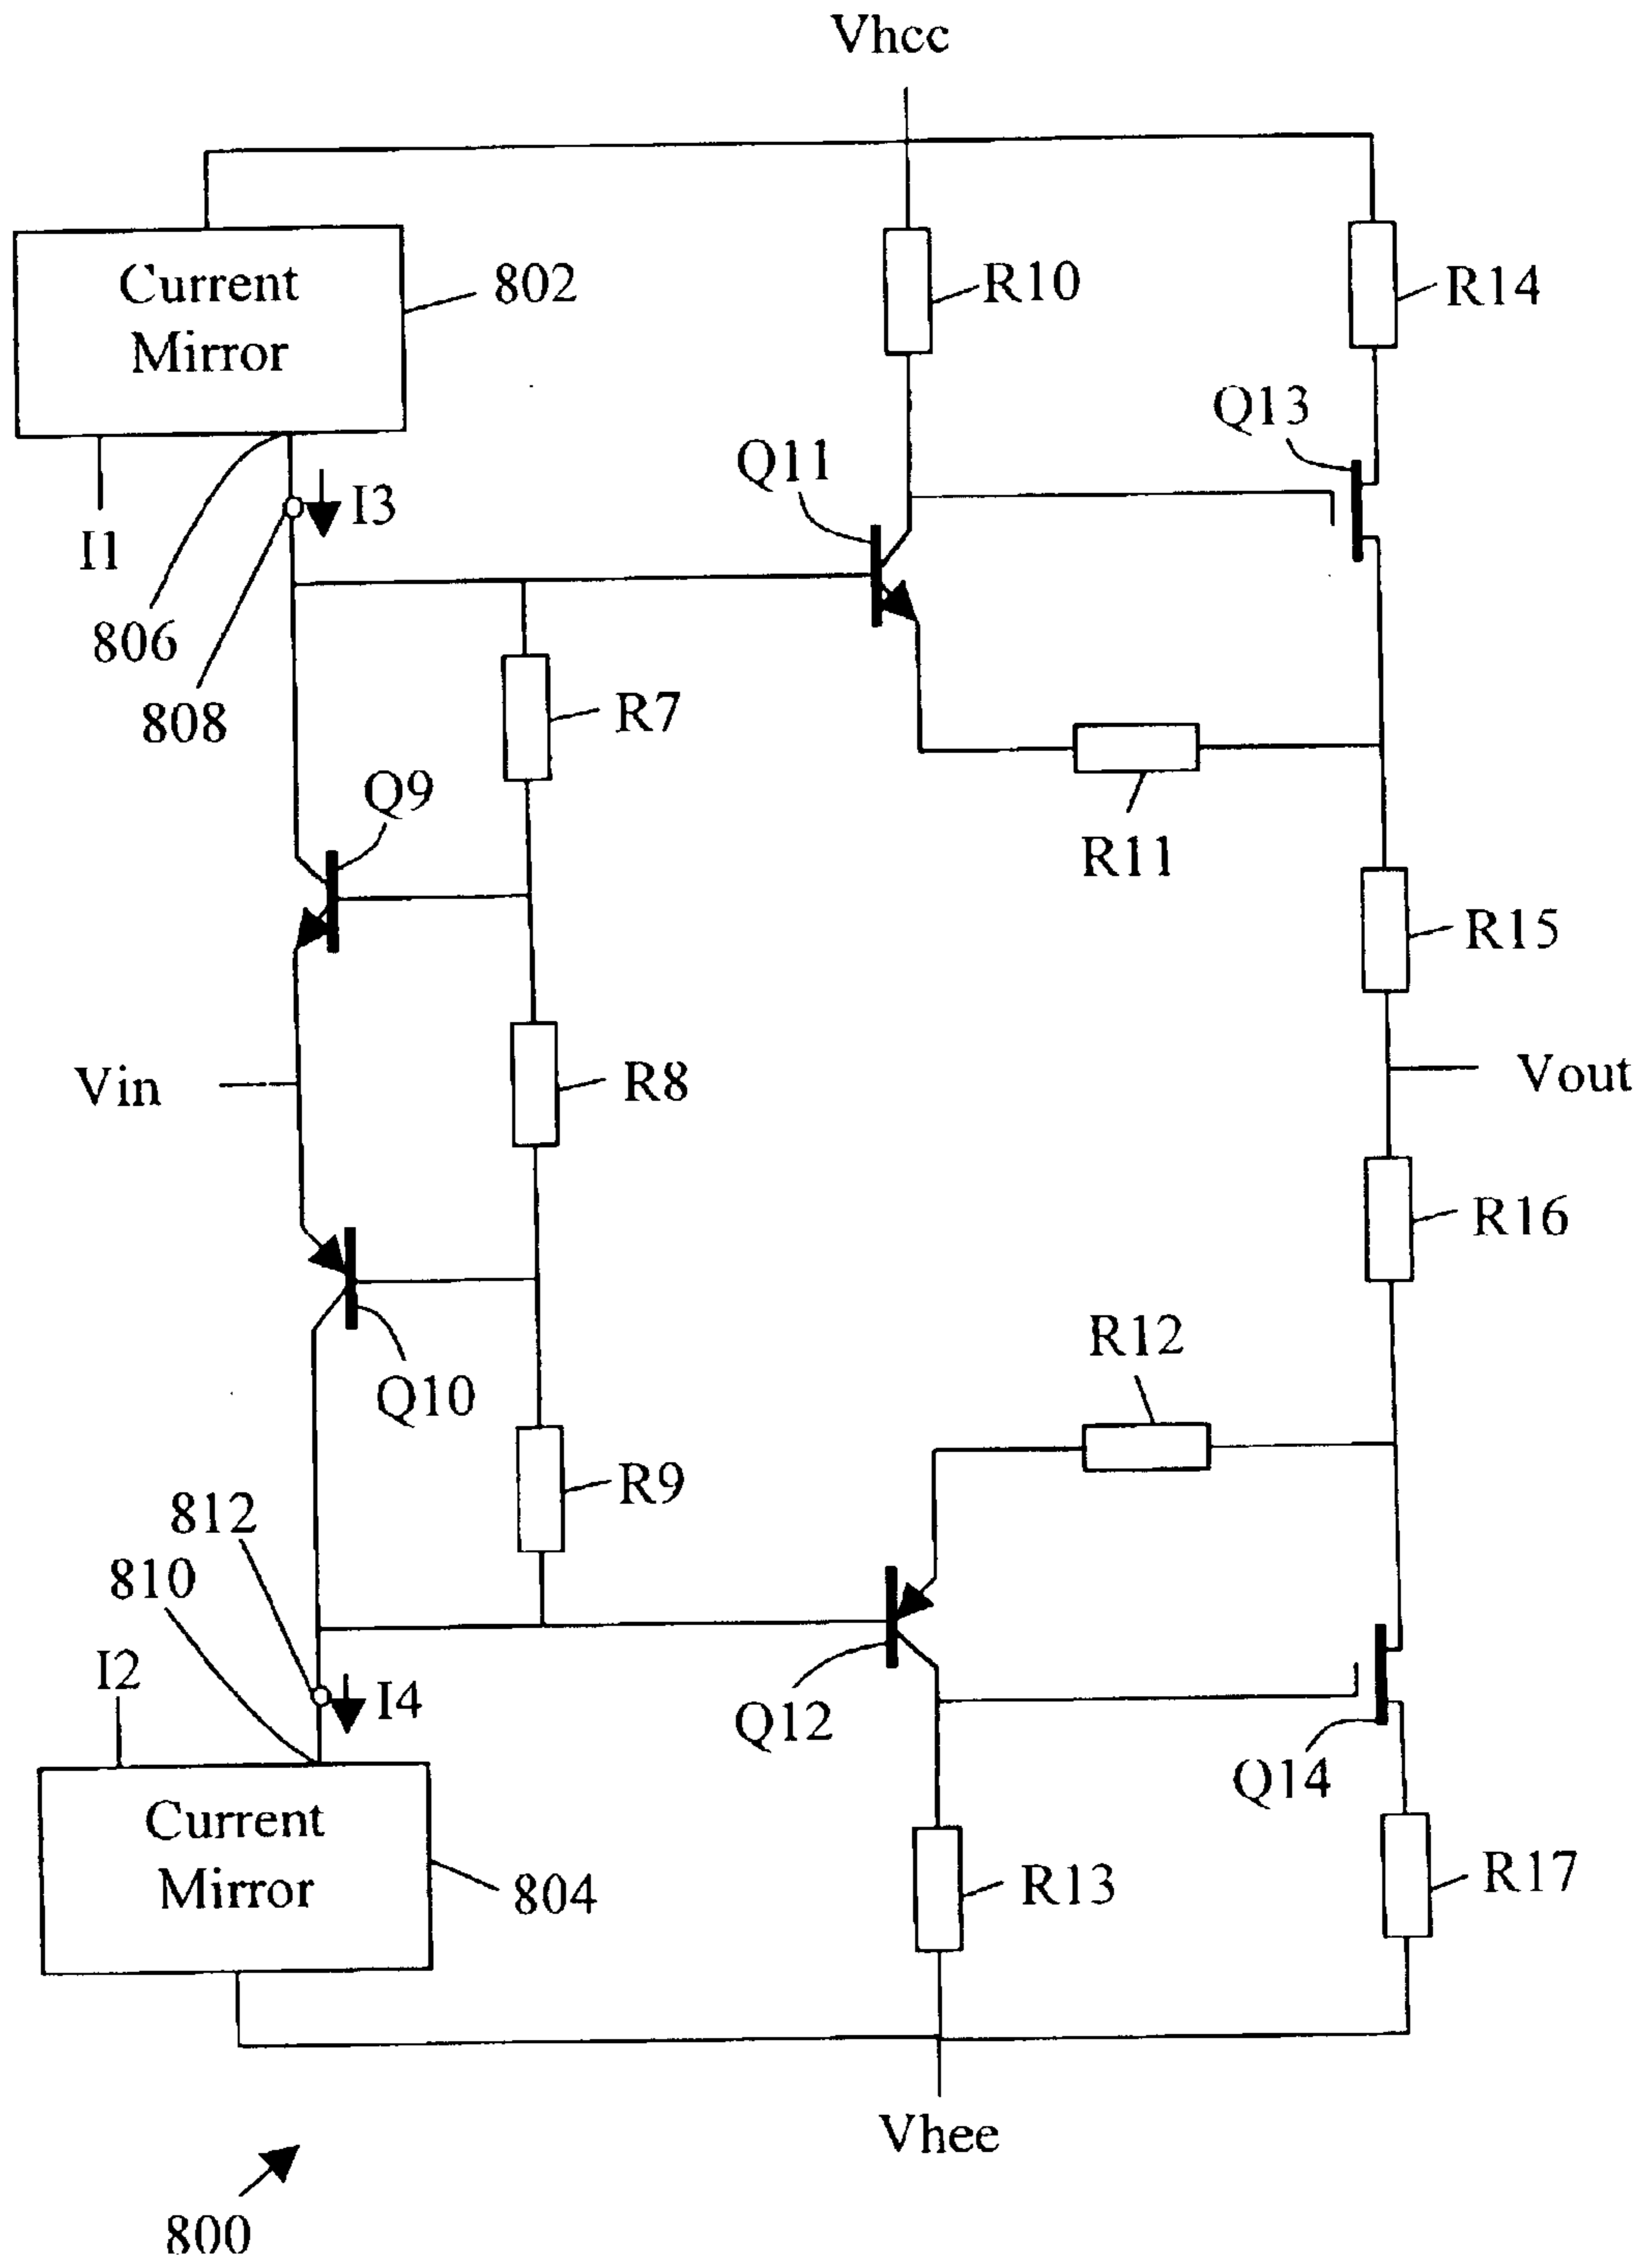 Vhcc
Current
Mirror
802
R10
R14
Q13
Q11
I3
I1
806
808
R7
Q9
R11
R15
Vin
R8
Vout
R16
R12
Q10
R9
812
810
I2
I4
Q12
Q14
Current
Mirror
804
R13
R17
Vhee
800